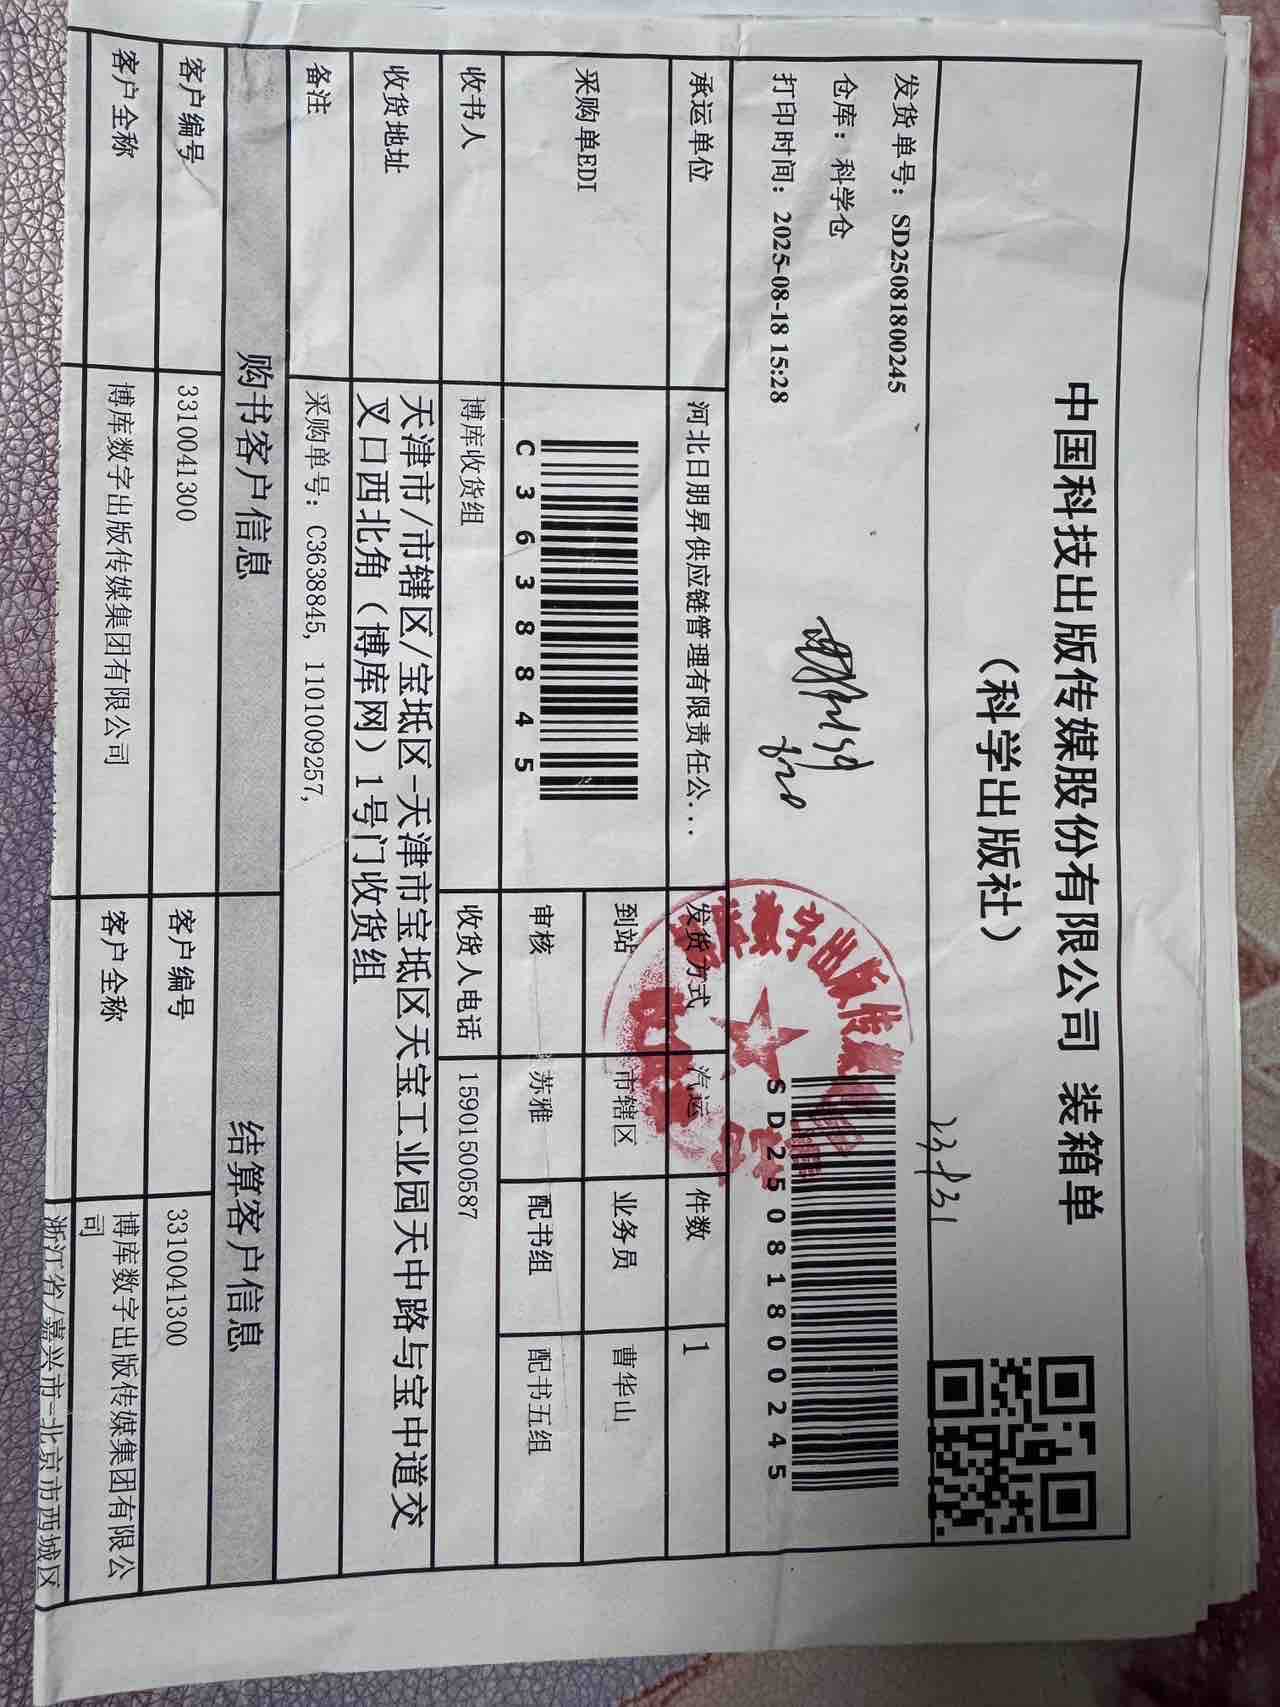 中国科技出版传媒股份有限公司 装箱单
（科学出版社）
发货单号：SD25081800245
仓库：科学仓
打印时间：2025-08-18 15:28
SD25081800245
承运单位 河北日朋昇供应链管理有限责任公... 发货方式 汽运 件数 1
采购单EDI
C3638845
到站 市辖区 业务员 曹华山
审核 苏雅 配书组 配书五组
收书人 博库收货组 收货人电话 15901500587
收货地址 天津市/市辖区/宝坻区-天津市宝坻区天宝工业园天中路与宝中道交
叉口西北角（博库网）1号门收货组
备注 采购单号：C3638845, 1101009257,
购书客户信息 结算客户信息
客户编号 3310041300 客户编号 3310041300
客户全称 博库数字出版传媒集团有限公司 客户全称 博库数字出版传媒集团有限公
司
浙江省/嘉兴市-北京市西城区
数字出版传